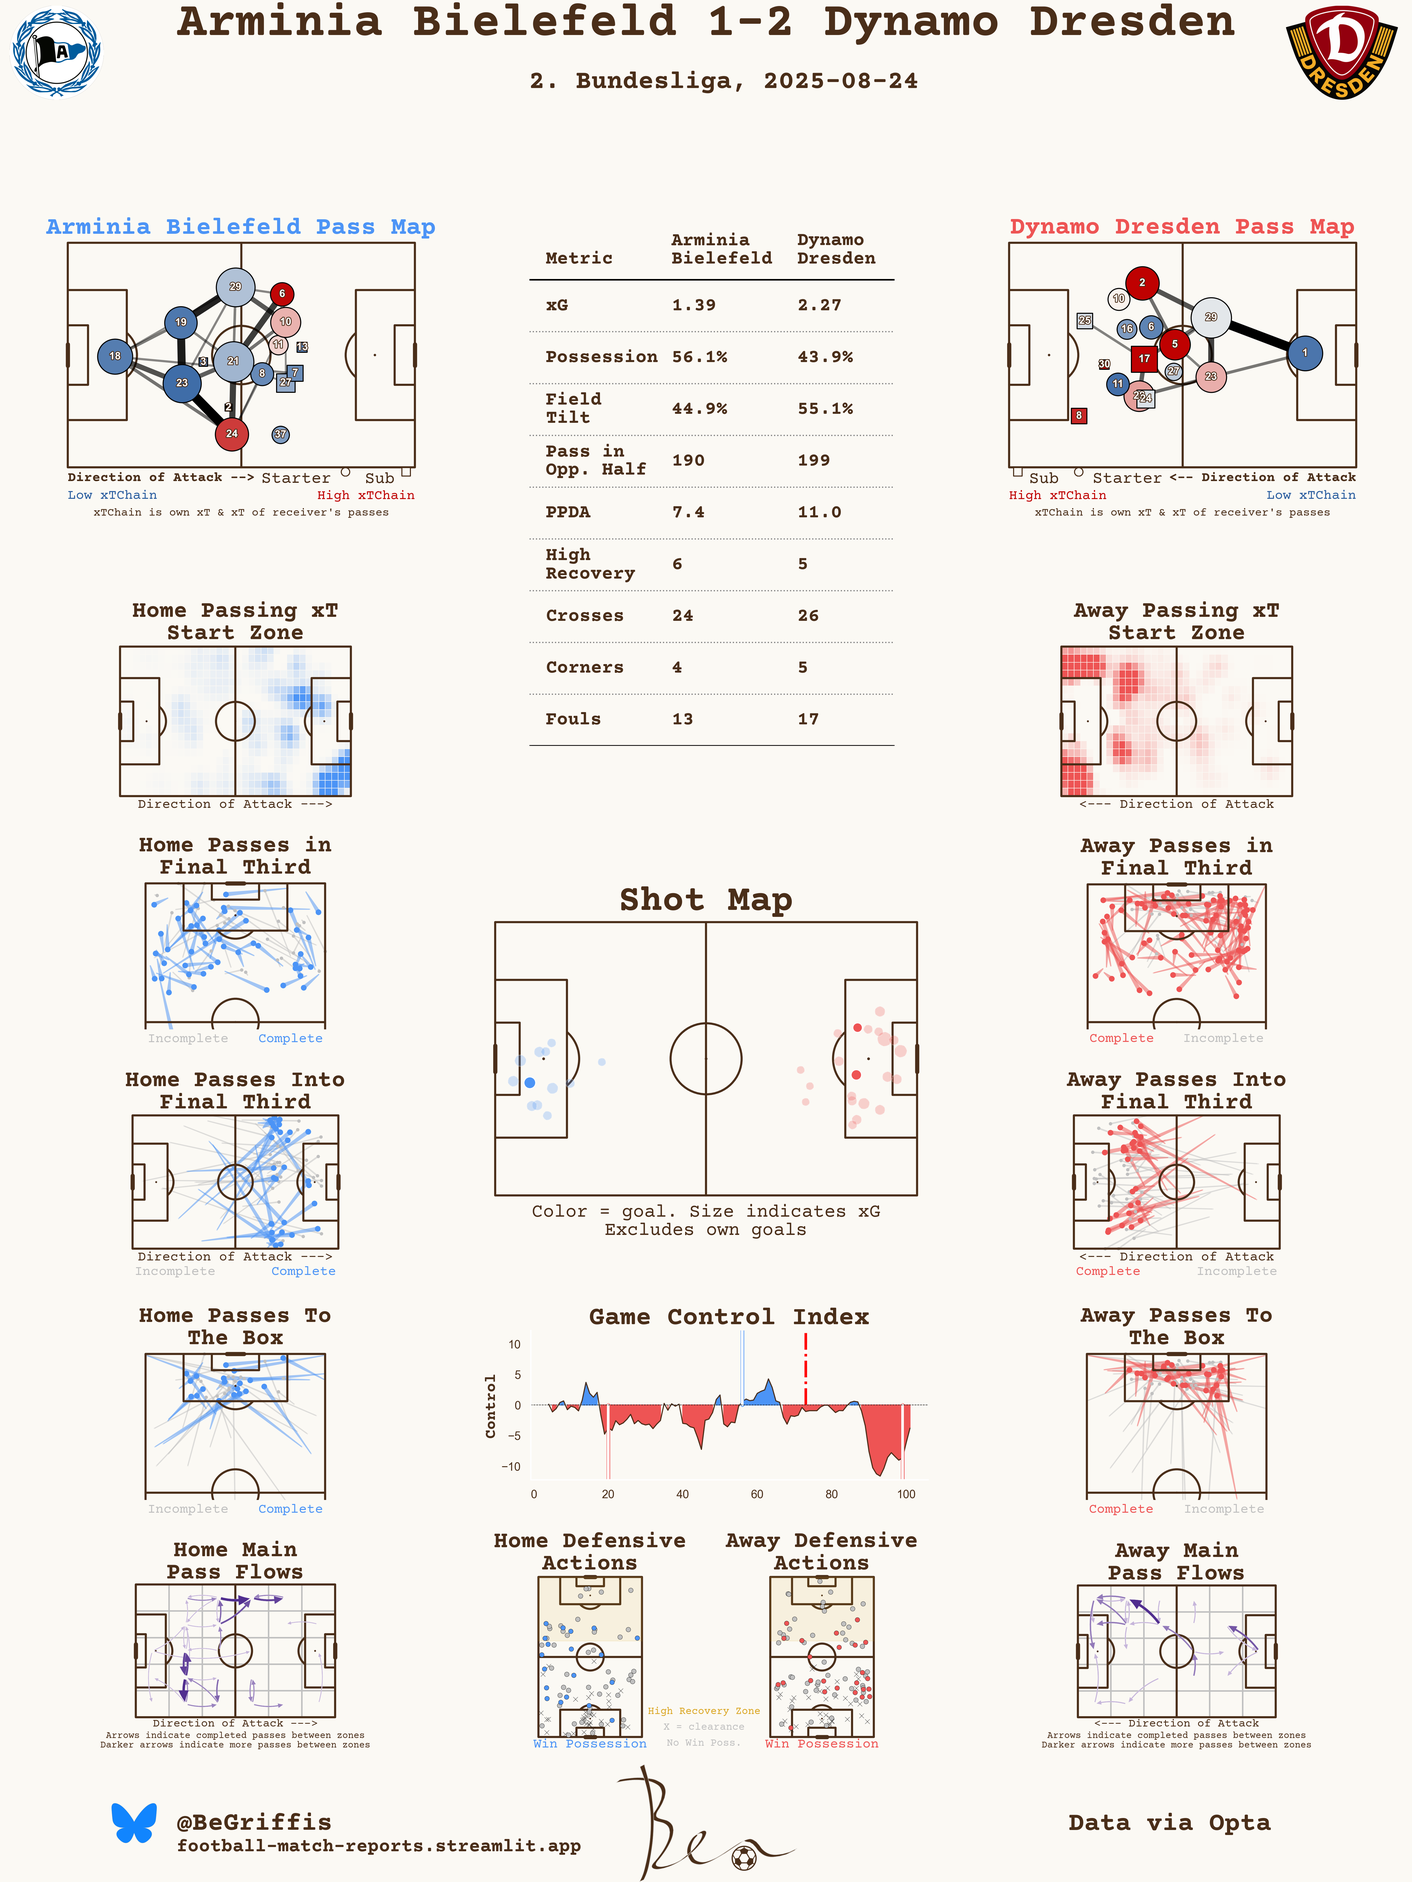 Arminia Bielefeld 1-2 Dynamo Dresden
2. Bundesliga, 2025-08-24
A
D
DRESDEN
Arminia Bielefeld Pass Map
29
6
19
10
11
13
18
3
21
8
7
23
27
2
24
37
Direction of Attack --> Starter Sub
Low xTChain High xTChain
xTChain is own xT & xT of receiver's passes
Metric Arminia Bielefeld Dynamo Dresden
xG 1.39 2.27
Possession 56.1% 43.9%
Field Tilt 44.9% 55.1%
Pass in Opp. Half 190 199
PPDA 7.4 11.0
High Recovery 6 5
Crosses 24 26
Corners 4 5
Fouls 13 17
Dynamo Dresden Pass Map
2
10
25
16
6
29
5
1
17
30
27
23
11
24
8
Sub Starter <-- Direction of Attack
High xTChain Low xTChain
xTChain is own xT & xT of receiver's passes
Home Passing xT
Start Zone
Direction of Attack --->
Away Passing xT
Start Zone
<--- Direction of Attack
Home Passes in
Final Third
Incomplete Complete
Away Passes in
Final Third
Complete Incomplete
Shot Map
Color = goal. Size indicates xG
Excludes own goals
Home Passes Into
Final Third
Direction of Attack --->
Incomplete Complete
Away Passes Into
Final Third
<--- Direction of Attack
Complete Incomplete
Home Passes To
The Box
Incomplete Complete
Game Control Index
Control
10
5
0
−5
−10
0 20 40 60 80 100
Away Passes To
The Box
Complete Incomplete
Home Main
Pass Flows
Direction of Attack --->
Arrows indicate completed passes between zones
Darker arrows indicate more passes between zones
Home Defensive
Actions
Win Possession
Away Defensive
Actions
Win Possession
High Recovery Zone
X = clearance
No Win Poss.
Away Main
Pass Flows
<--- Direction of Attack
Arrows indicate completed passes between zones
Darker arrows indicate more passes between zones
@BeGriffis
football-match-reports.streamlit.app
Ben
Data via Opta